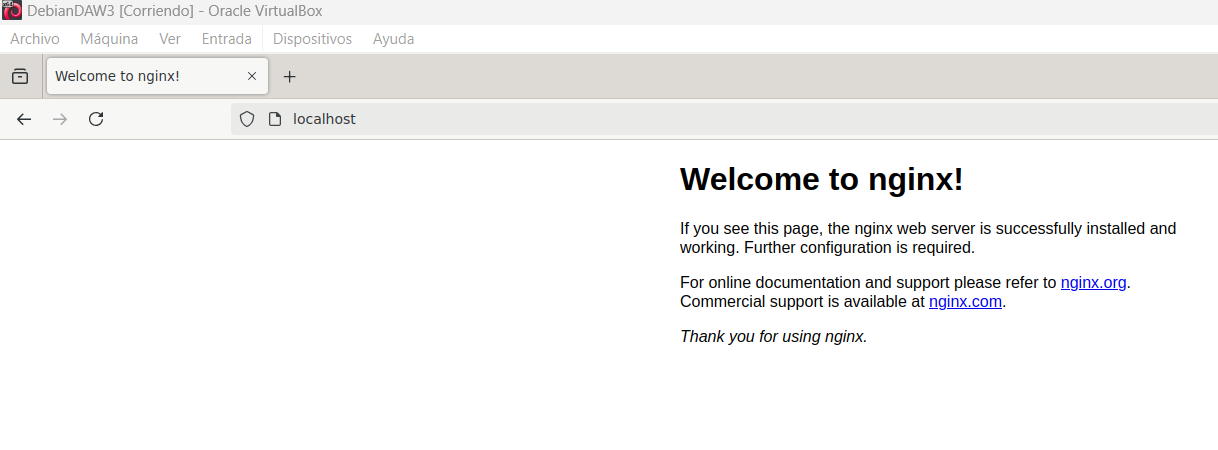 DebianDAW3 [Corriendo] - Oracle VirtualBox
Archivo Máquina Ver Entrada Dispositivos Ayuda
Welcome to nginx!
localhost
Welcome to nginx!
If you see this page, the nginx web server is successfully installed and
working. Further configuration is required.
For online documentation and support please refer to nginx.org.
Commercial support is available at nginx.com.
Thank you for using nginx.